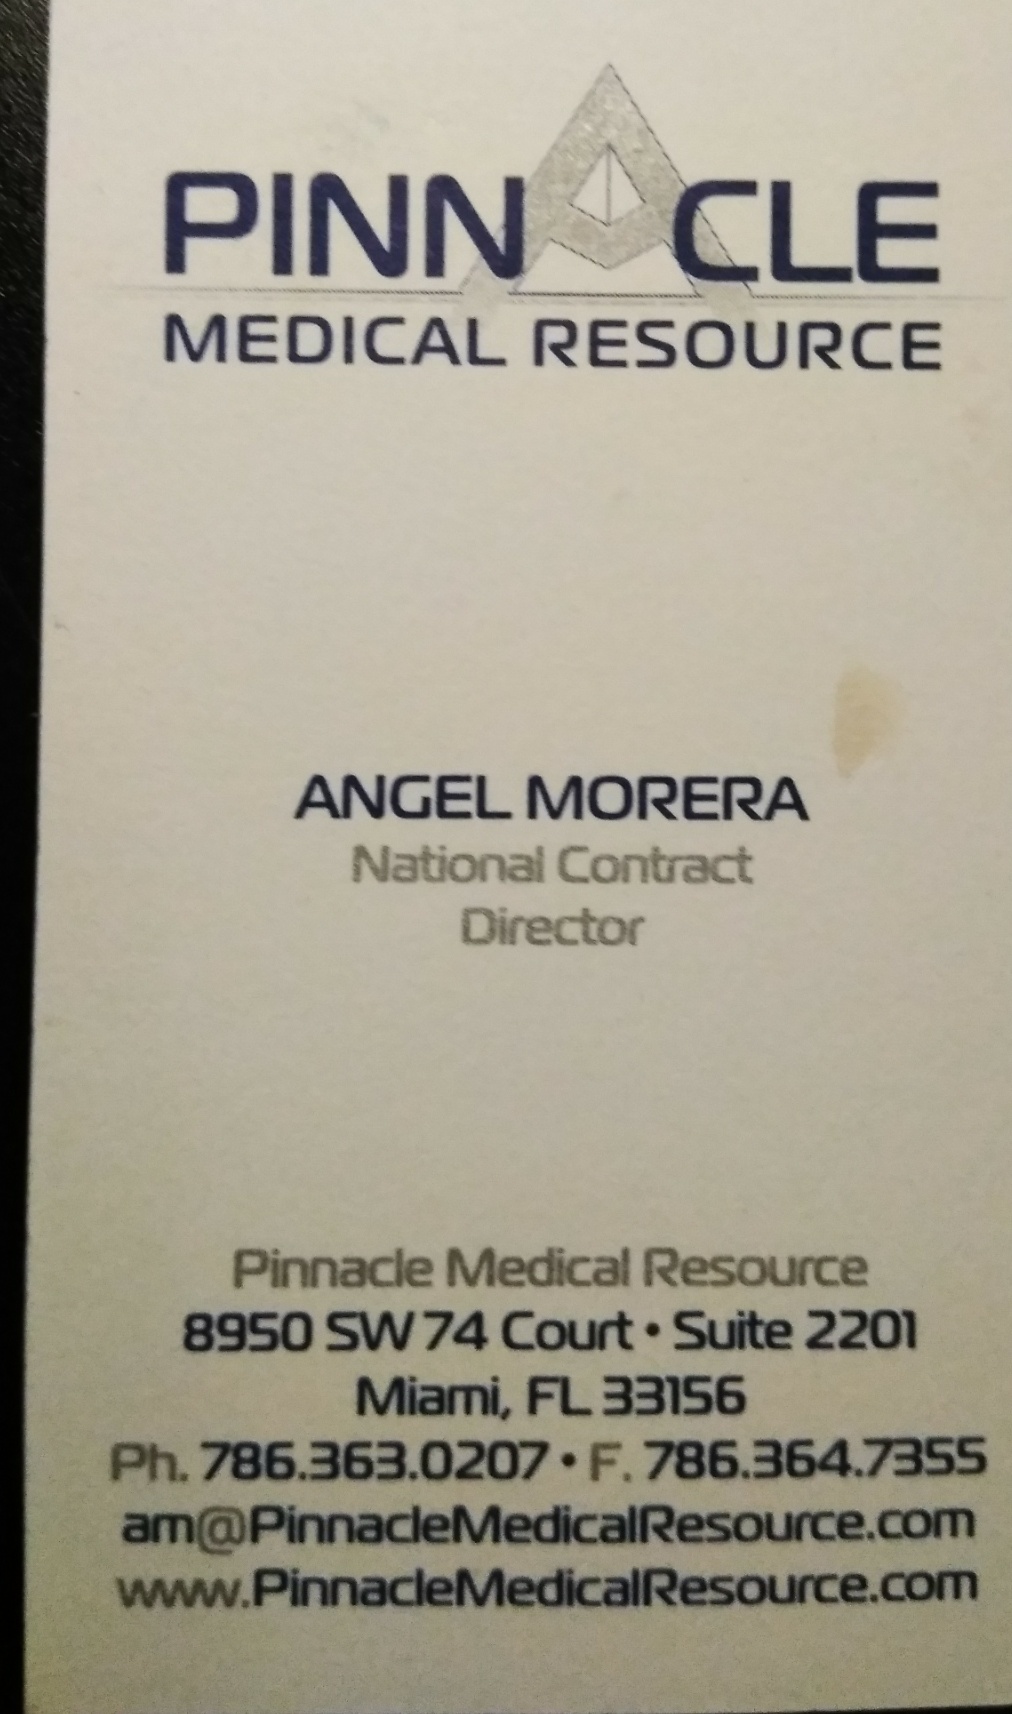 PINNACLE
MEDICAL RESOURCE
ANGEL MORERA
National Contract
Director
Pinnacle Medical Resource
8950 SW 74 Court • Suite 2201
Miami, FL 33156
Ph. 786.363.0207 • F. 786.364.7355
am@PinnacleMedicalResource.com
www.PinnacleMedicalResource.com